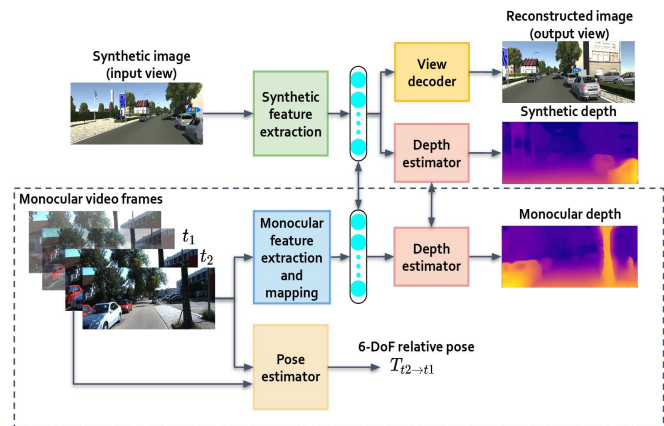 Synthetic image
(input view)
Synthetic
feature
extraction
View
decoder
Reconstructed image
(output view)
Synthetic depth
Depth
estimator
Monocular video frames
t1
t2
Monocular
feature
extraction
and
mapping
Depth
estimator
Monocular depth
Pose
estimator
6-DoF relative pose
T_{t2→t1}